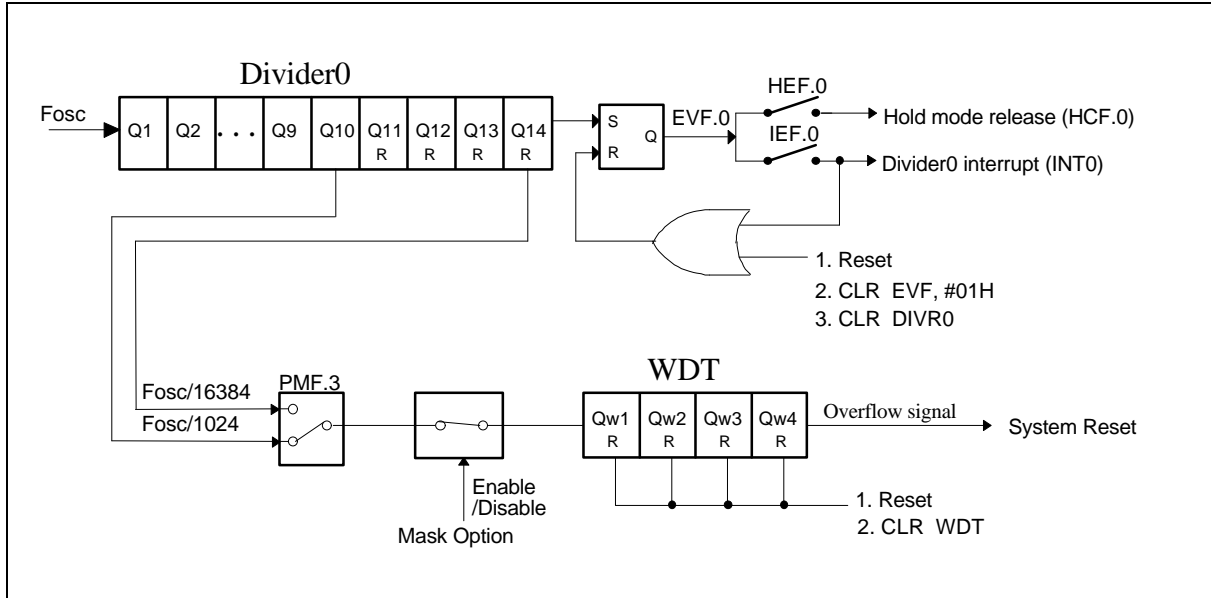 Divider0
Fosc
Q1 Q2 . . . Q9 Q10 Q11 Q12 Q13 Q14
R R R R
S
R
Q
EVF.0
HEF.0
IEF.0
Hold mode release (HCF.0)
Divider0 interrupt (INT0)
1. Reset
2. CLR EVF, #01H
3. CLR DIVR0
WDT
Fosc/16384
Fosc/1024
PMF.3
Enable
/Disable
Mask Option
Qw1 Qw2 Qw3 Qw4
R R R R
Overflow signal
System Reset
1. Reset
2. CLR WDT